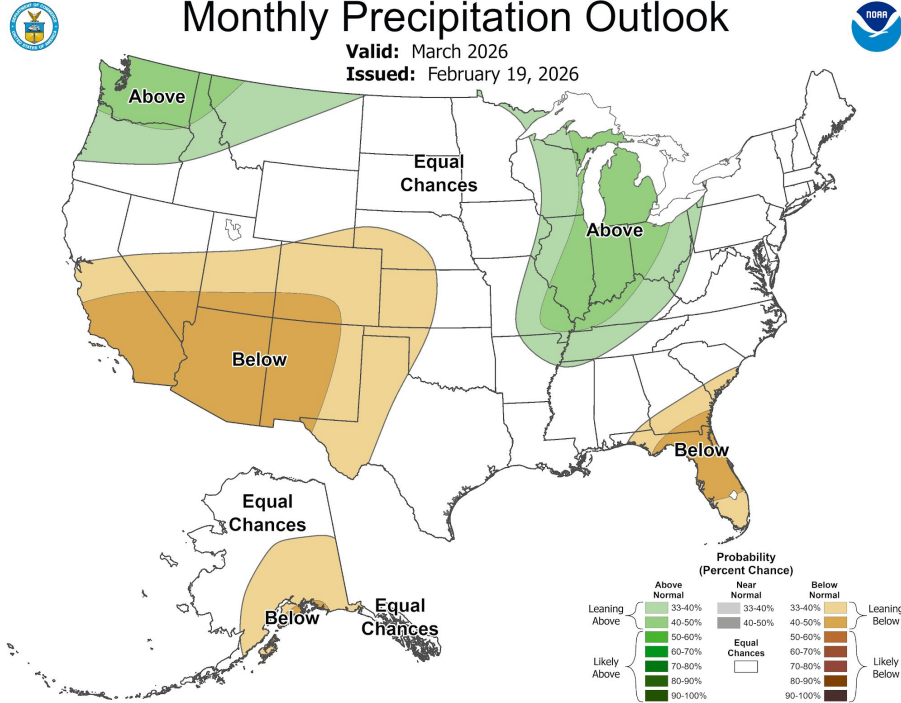 Monthly Precipitation Outlook
Valid: March 2026
Issued: February 19, 2026
NOAA
Above
Equal
Chances
Above
Below
Below
Equal
Chances
Below
Equal
Chances
Probability
(Percent Chance)
Above
Normal
Near
Normal
Below
Normal
Leaning
Above
33-40%
40-50%
50-60%
60-70%
70-80%
80-90%
90-100%
Likely
Above
33-40%
40-50%
Equal
Chances
33-40%
40-50%
50-60%
60-70%
70-80%
80-90%
90-100%
Leaning
Below
Likely
Below